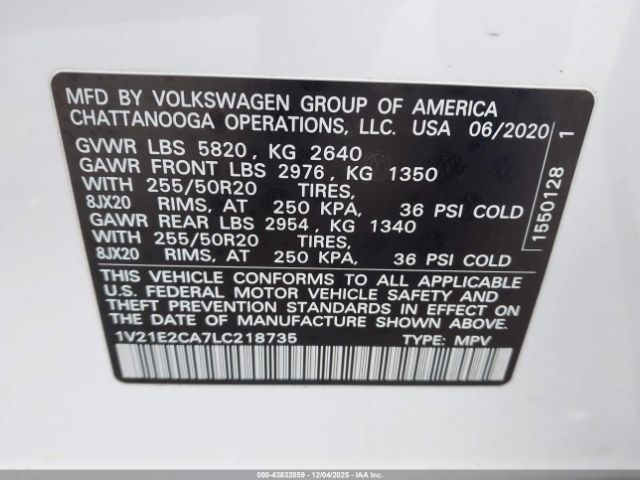 MFD BY VOLKSWAGEN GROUP OF AMERICA
CHATTANOOGA OPERATIONS, LLC. USA 06/2020
GVWR LBS 5820, KG 2640
GAWR FRONT LBS 2976, KG 1350
WITH 255/50R20 TIRES,
8JX20 RIMS, AT 250 KPA, 36 PSI COLD
GAWR REAR LBS 2954, KG 1340
WITH 255/50R20 TIRES,
8JX20 RIMS, AT 250 KPA, 36 PSI COLD
THIS VEHICLE CONFORMS TO ALL APPLICABLE
U.S. FEDERAL MOTOR VEHICLE SAFETY AND
THEFT PREVENTION STANDARDS IN EFFECT ON
THE DATE OF MANUFACTURE SHOWN ABOVE.
1V21E2CA7LC218735 TYPE: MPV
1550128 1
000-43832659 - 12/04/2025 - IAA Inc.